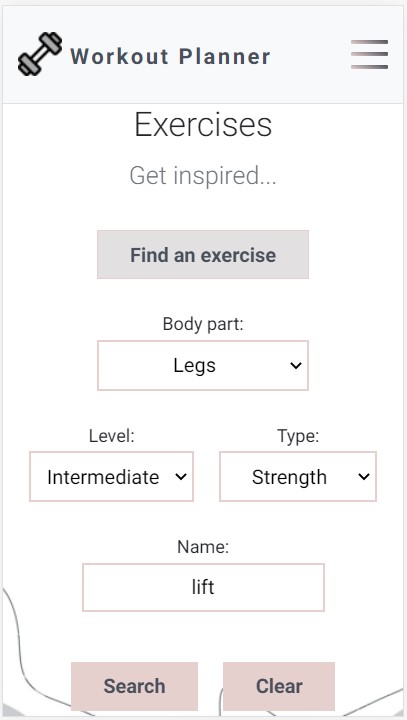 Workout Planner
Exercises
Get inspired...
Find an exercise
Body part:
Legs
Level: Type:
Intermediate Strength
Name:
lift
Search Clear